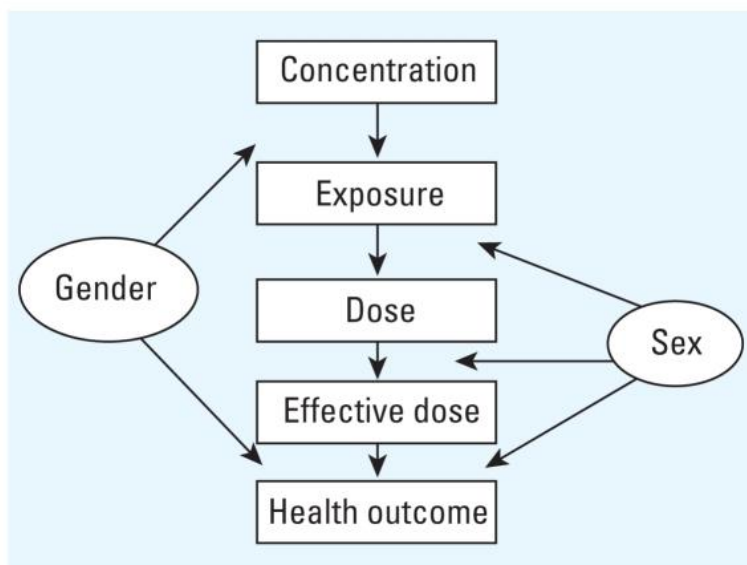 Concentration
Exposure
Gender
Dose
Sex
Effective dose
Health outcome